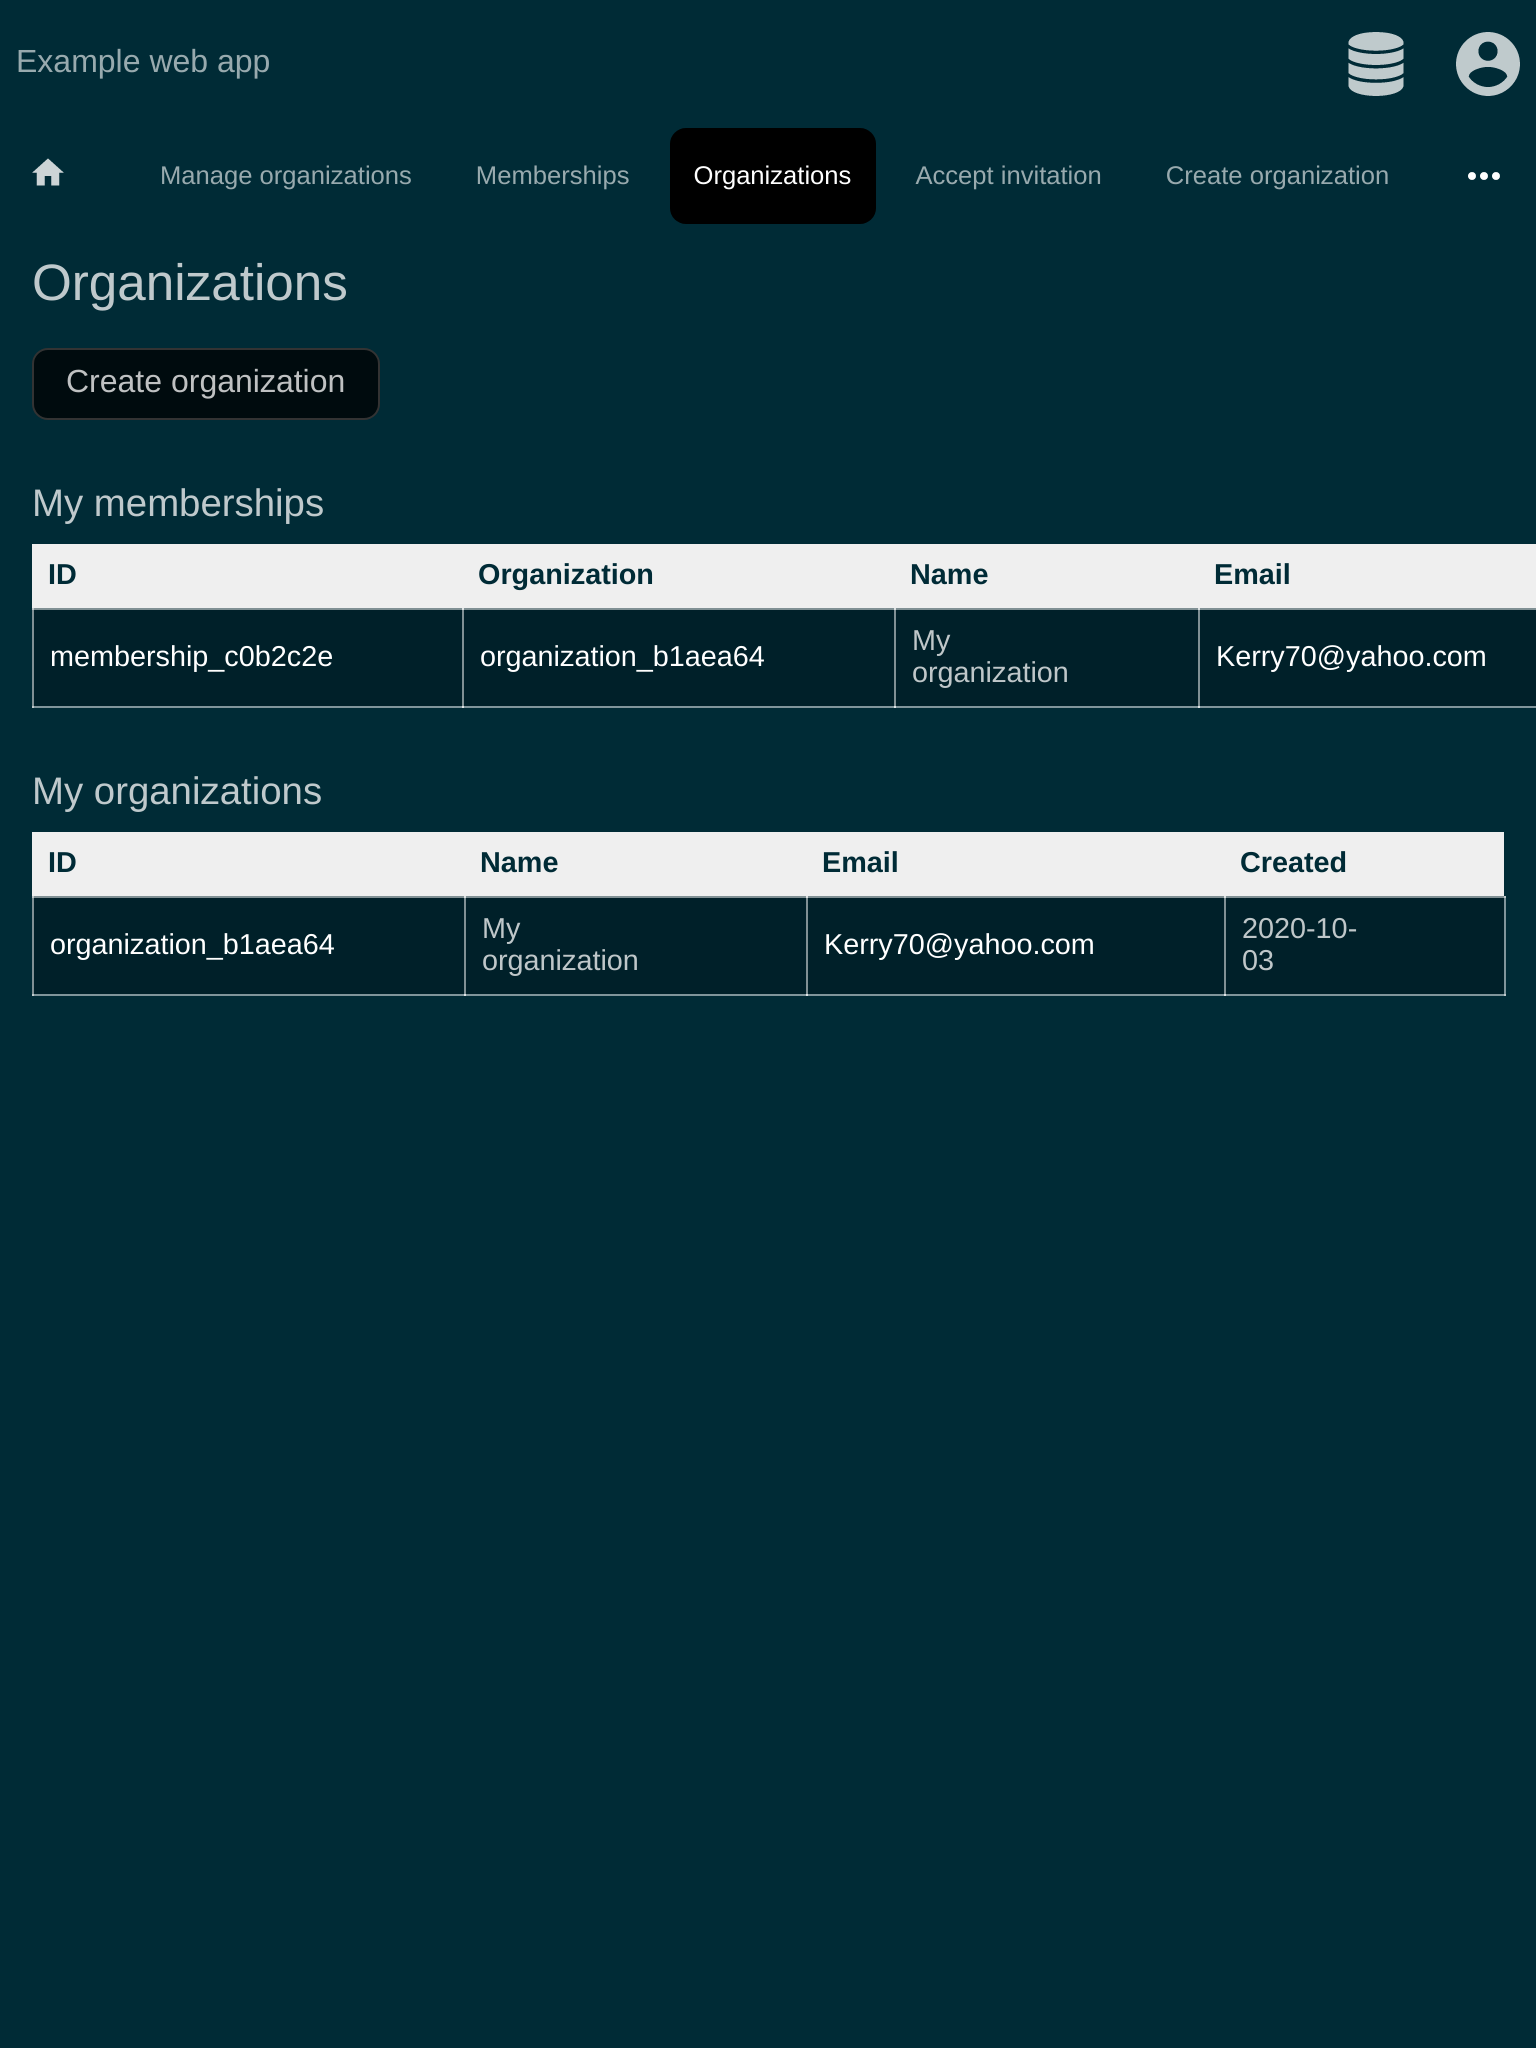 Example web app
Manage organizations Memberships Organizations Accept invitation Create organization
Organizations
Create organization
My memberships
ID Organization Name Email
membership_c0b2c2e organization_b1aea64 My organization Kerry70@yahoo.com
My organizations
ID Name Email Created
organization_b1aea64 My organization Kerry70@yahoo.com 2020-10-03